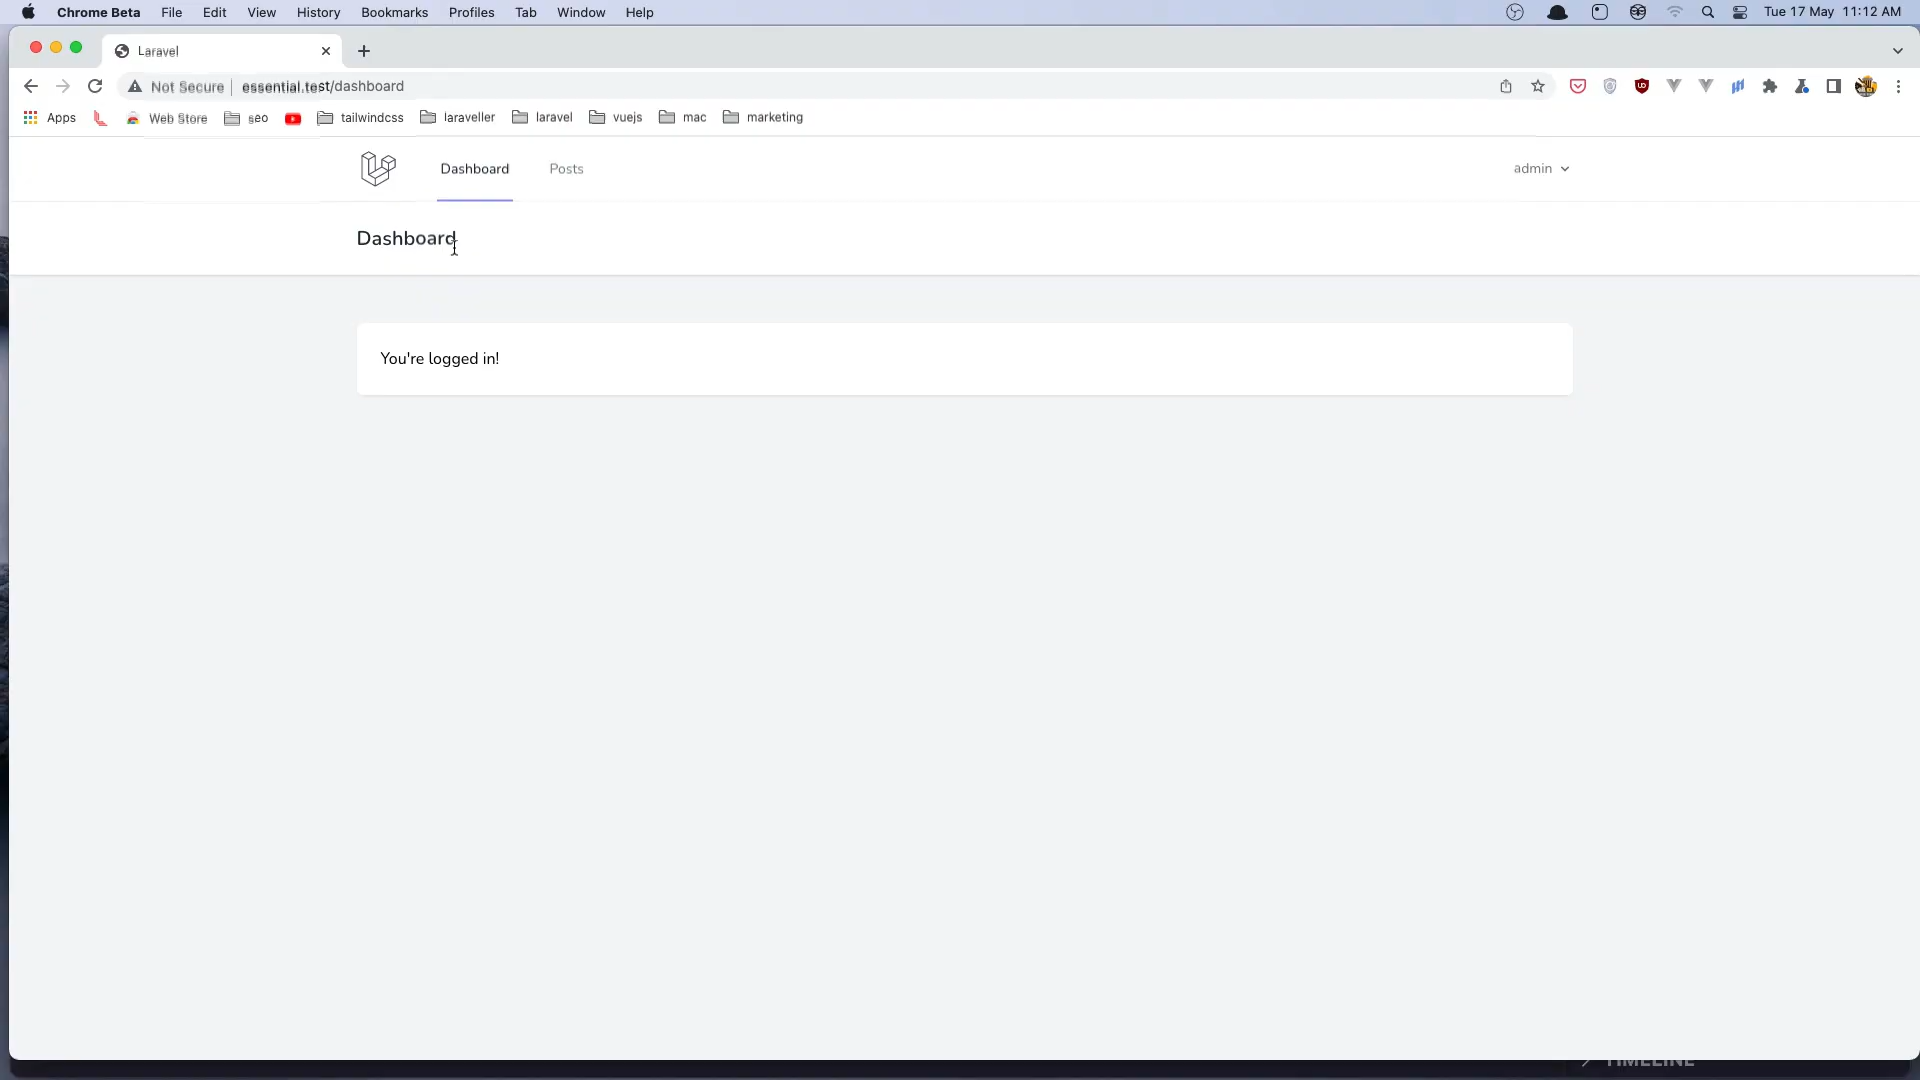 Chrome Beta File Edit View History Bookmarks Profiles Tab Window Help Tue 17 May 11:12 AM
Laravel
Not Secure essential.test/dashboard
Apps Web Store seo tailwindcss laraveller laravel vuejs mac marketing
Dashboard Posts admin
Dashboard
You're logged in!
TIMELINE